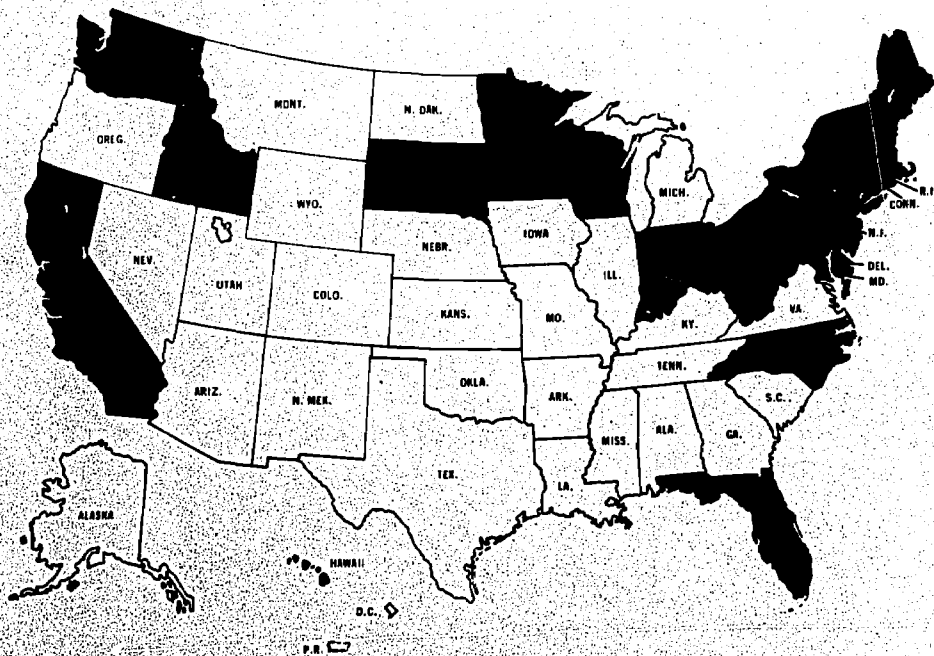 MONT.
N. DAK.
OREG.
MICH.
R.I
WYO.
CONN.
IOWA
N.J.
NEBR.
NEV.
ILL.
DEL.
UTAH
MD.
COLO.
VA.
KANS.
MO.
KY.
TENN.
OKLA.
ARIZ.
ARK.
N. MEX.
S.C.
MISS.
ALA.
GA.
TEX.
LA.
ALASKA
HAWAII
D.C.
P.R.